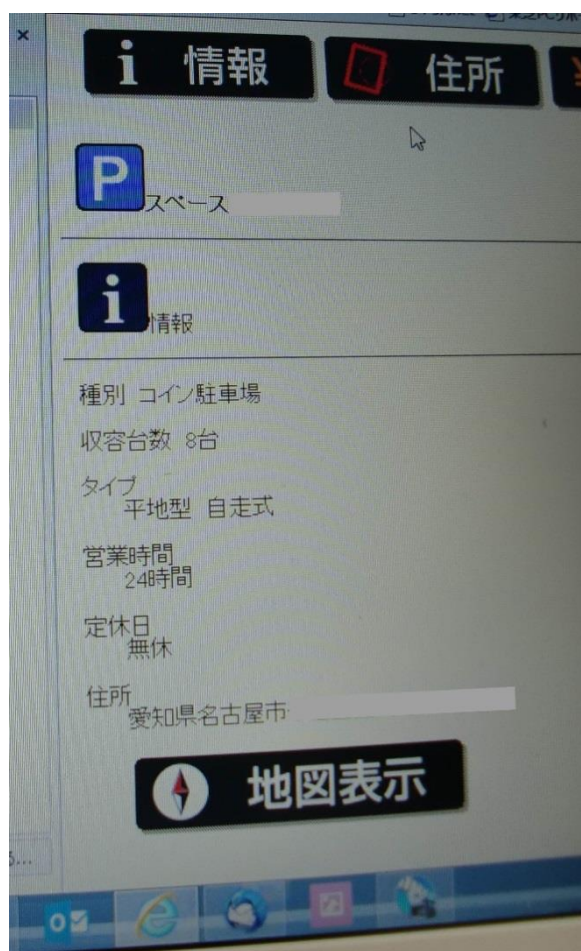 ×
i 情報
住所
¥
P スペース
i 情報
種別 コイン駐車場
収容台数 8台
タイプ
平地型 自走式
営業時間
24時間
定休日
無休
住所
愛知県名古屋市
地図表示